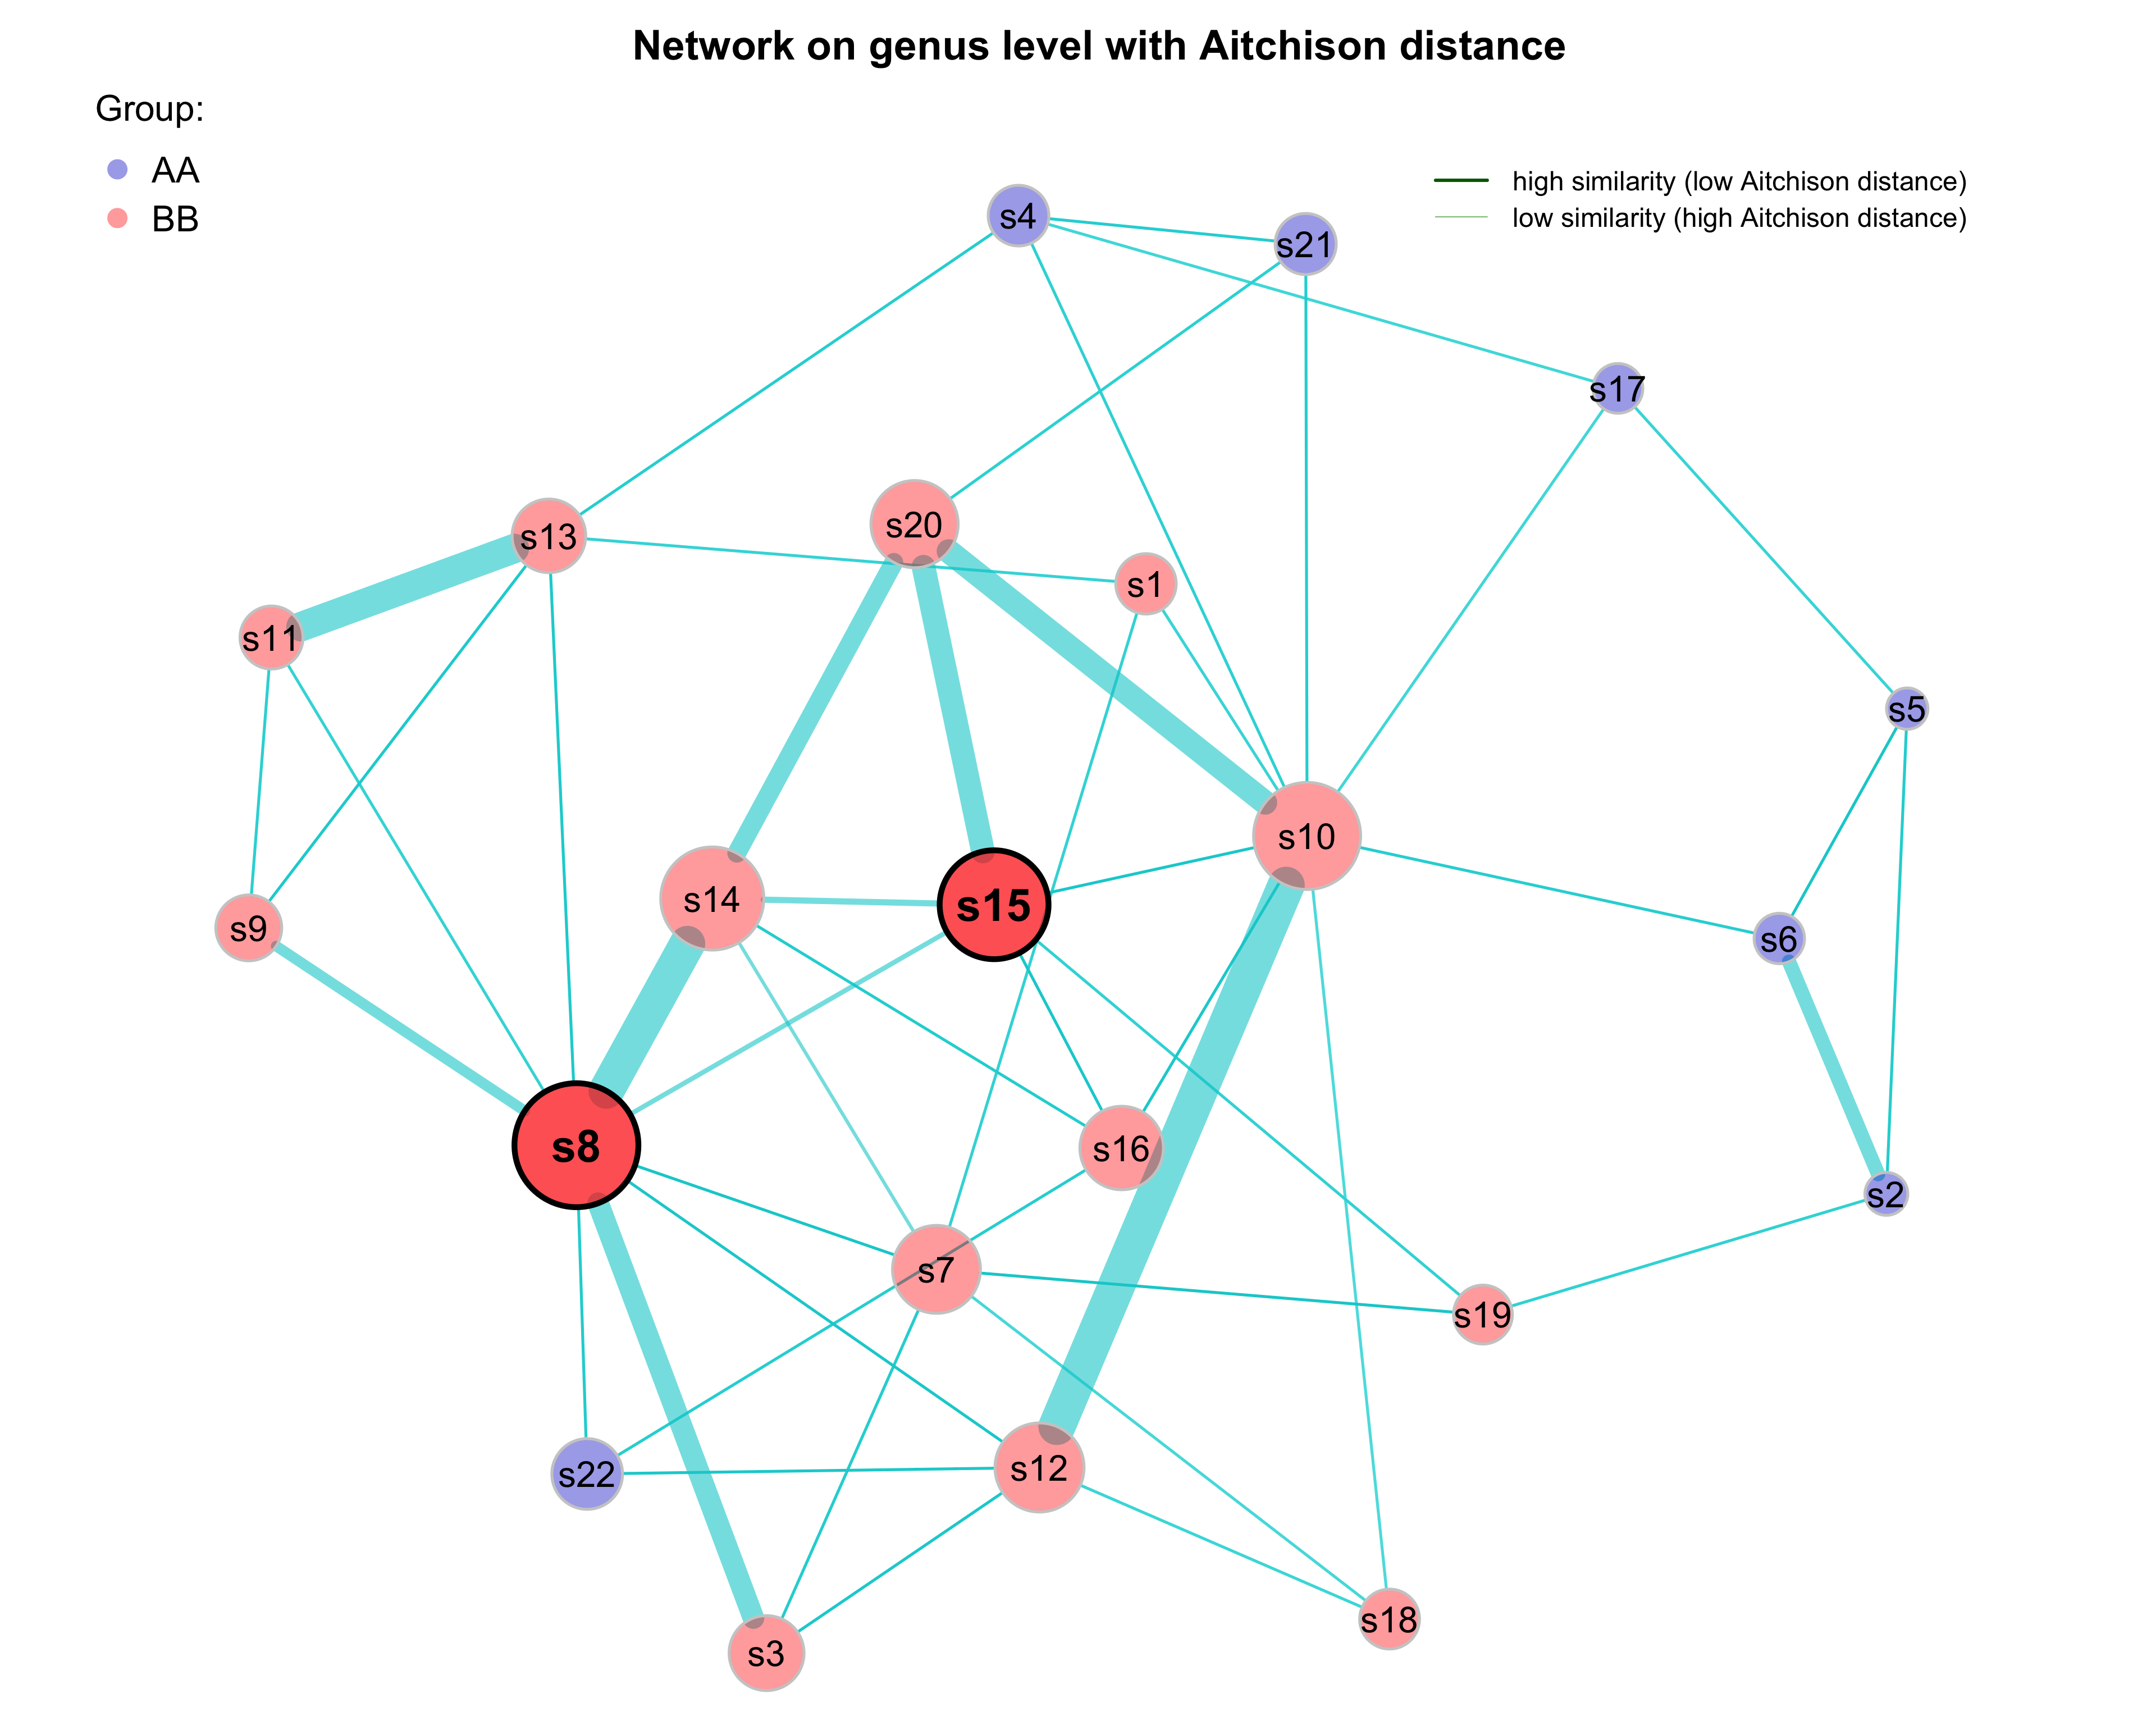 Network on genus level with Aitchison distance
Group:
AA
BB
high similarity (low Aitchison distance)
low similarity (high Aitchison distance)
s4
s21
s17
s20
s13
s1
s11
s5
s10
s14
s15
s9
s6
s8
s16
s2
s7
s19
s12
s22
s18
s3